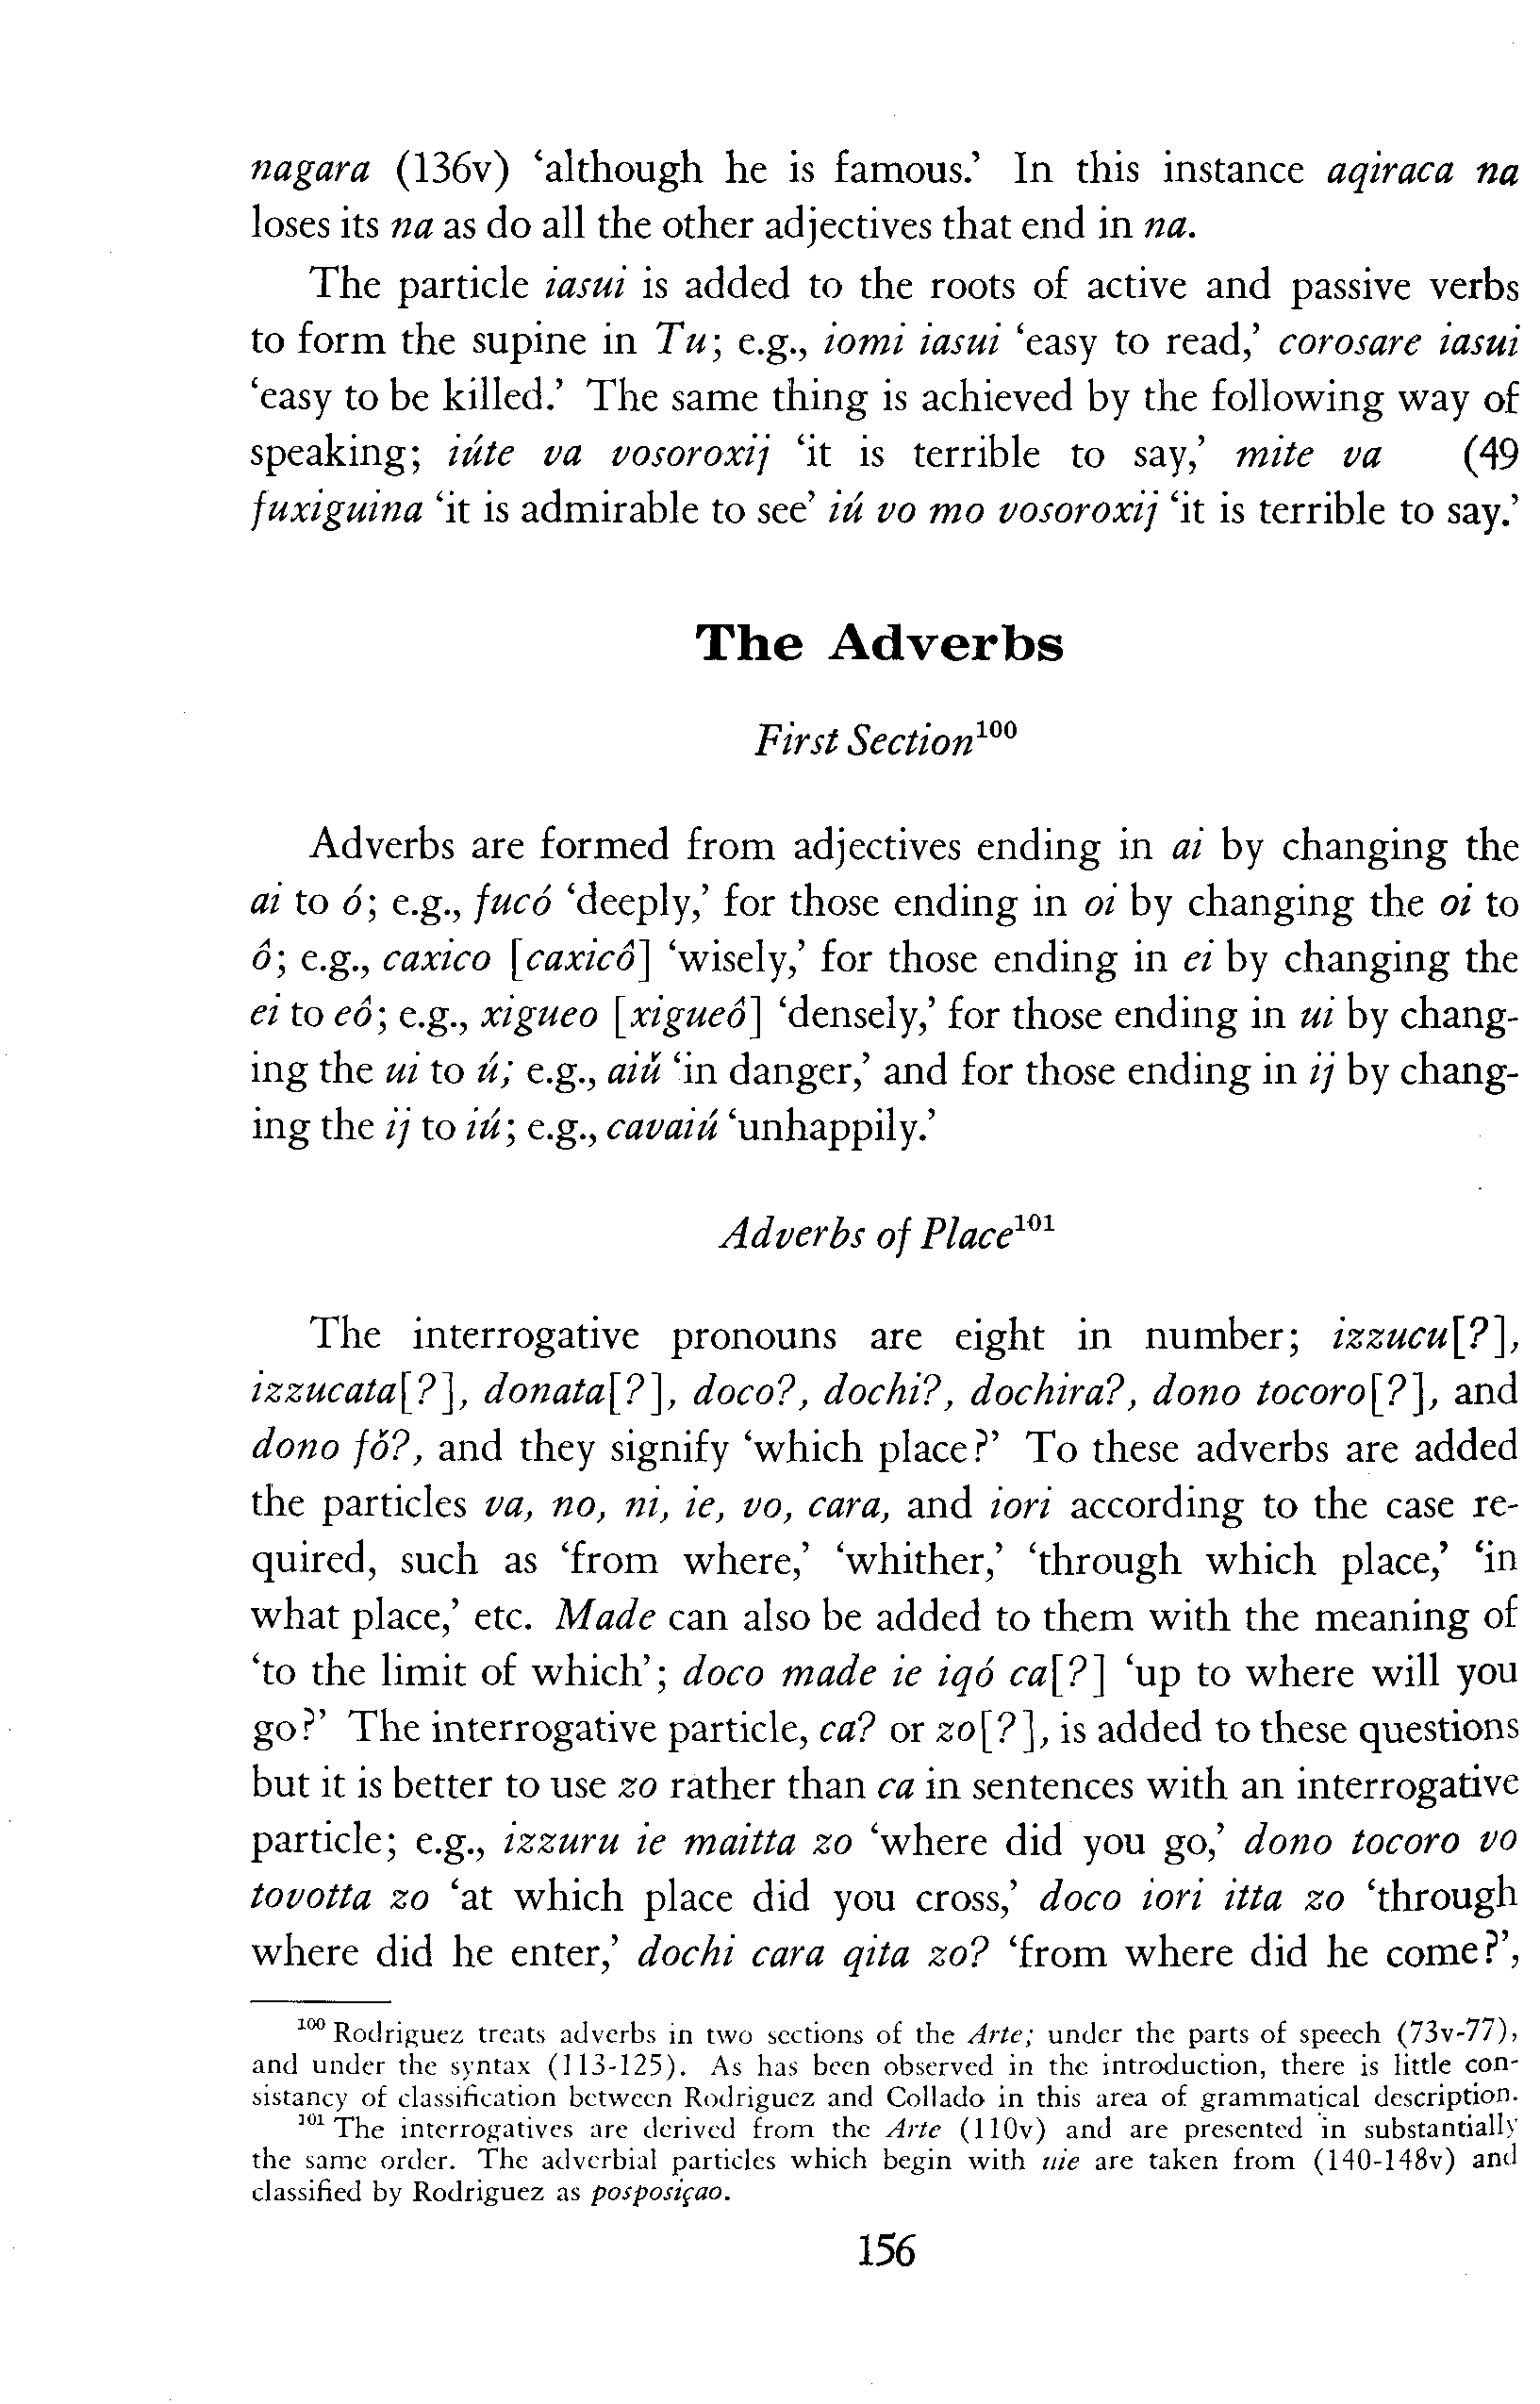 nagara (136v) ‘although he is famous.’ In this instance aqiraca na
loses its na as do all the other adjectives that end in na.
The particle iasui is added to the roots of active and passive verbs
to form the supine in Tu; e.g., iomi iasui ‘easy to read,’ corosare iasui
‘easy to be killed.’ The same thing is achieved by the following way of
speaking; iúte va vosoroxij ‘it is terrible to say,’ mite va (49
fuxiguina ‘it is admirable to see’ iú vo mo vosoroxij ‘it is terrible to say.’
The Adverbs
First Section¹⁰⁰
Adverbs are formed from adjectives ending in ai by changing the
ai to ó; e.g., fucó ‘deeply,’ for those ending in oi by changing the oi to
ô; e.g., caxico [caxicô] ‘wisely,’ for those ending in ei by changing the
ei to eô; e.g., xigueo [xigueô] ‘densely,’ for those ending in ui by chang-
ing the ui to ú; e.g., aiǔ ‘in danger,’ and for those ending in ij by chang-
ing the ij to iú; e.g., cavaiú ‘unhappily.’
Adverbs of Place¹⁰¹
The interrogative pronouns are eight in number; izzucu[?],
izzucata[?], donata[?], doco?, dochi?, dochira?, dono tocoro[?], and
dono fǒ?, and they signify ‘which place?’ To these adverbs are added
the particles va, no, ni, ie, vo, cara, and iori according to the case re-
quired, such as ‘from where,’ ‘whither,’ ‘through which place,’ ‘in
what place,’ etc. Made can also be added to them with the meaning of
‘to the limit of which’; doco made ie iqó ca[?] ‘up to where will you
go?’ The interrogative particle, ca? or zo[?], is added to these questions
but it is better to use zo rather than ca in sentences with an interrogative
particle; e.g., izzuru ie maitta zo ‘where did you go,’ dono tocoro vo
tovotta zo ‘at which place did you cross,’ doco iori itta zo ‘through
where did he enter,’ dochi cara qita zo? ‘from where did he come?’,
¹⁰⁰ Rodriguez treats adverbs in two sections of the Arte; under the parts of speech (73v-77),
and under the syntax (113-125). As has been observed in the introduction, there is little con-
sistancy of classification between Rodriguez and Collado in this area of grammatical description.
¹⁰¹ The interrogatives are derived from the Arte (110v) and are presented in substantially
the same order. The adverbial particles which begin with uie are taken from (140-148v) and
classified by Rodriguez as posposiçao.
156